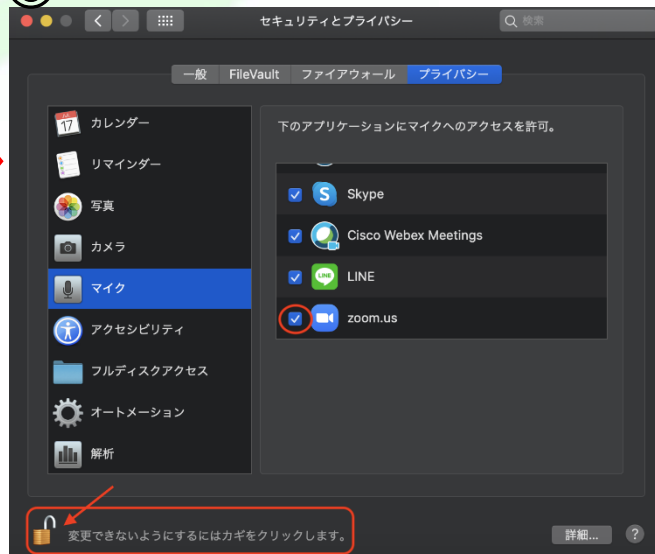 セキュリティとプライバシー
検索
一般 FileVault ファイアウォール プライバシー
17 カレンダー
リマインダー
写真
カメラ
マイク
アクセシビリティ
フルディスクアクセス
オートメーション
解析
下のアプリケーションにマイクへのアクセスを許可。
S Skype
Cisco Webex Meetings
LINE LINE
zoom.us
変更できないようにするにはカギをクリックします。
詳細... ?